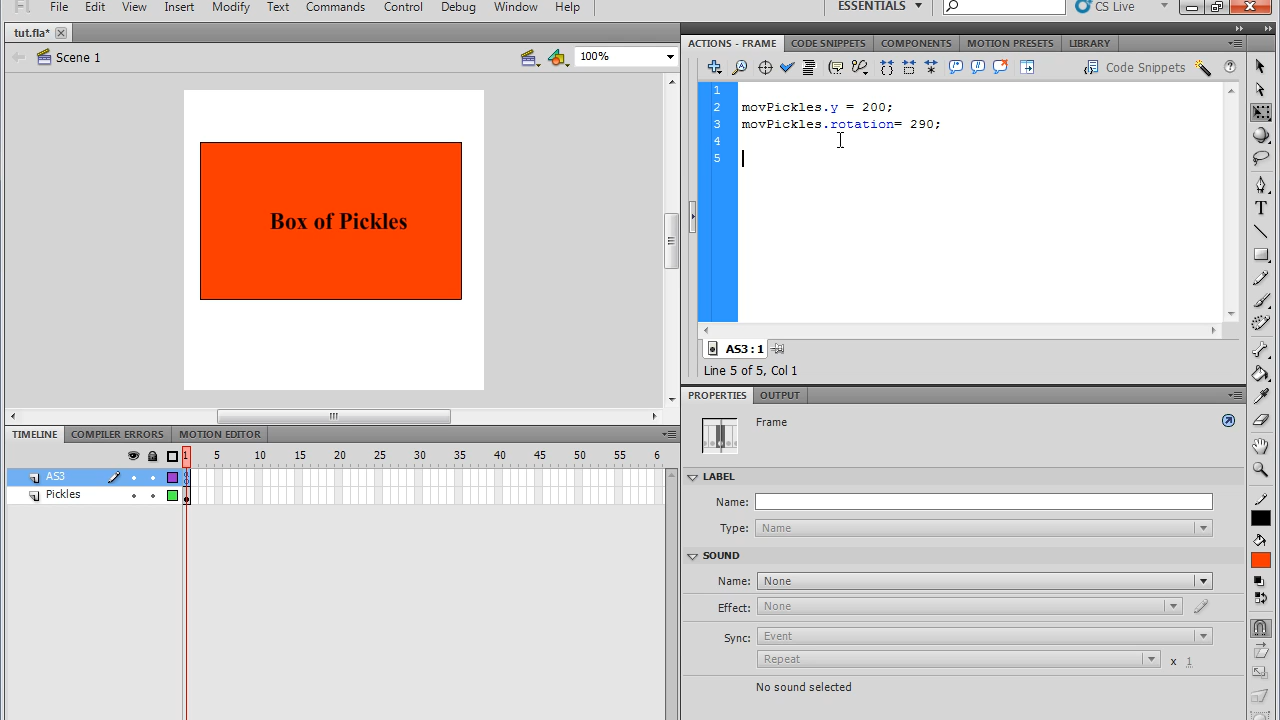 Fl File Edit View Insert Modify Text Commands Control Debug Window Help ESSENTIALS CS Live
tut.fla*
Scene 1 100%
Box of Pickles
ACTIONS - FRAME CODE SNIPPETS COMPONENTS MOTION PRESETS LIBRARY
Code Snippets
1
2 movPickles.y = 200;
3 movPickles.rotation= 290;
4
5
AS3:1
Line 5 of 5, Col 1
TIMELINE COMPILER ERRORS MOTION EDITOR
1 5 10 15 20 25 30 35 40 45 50 55 6
AS3
Pickles
PROPERTIES OUTPUT
Frame
LABEL
Name:
Type: Name
SOUND
Name: None
Effect: None
Sync: Event
Repeat x 1
No sound selected